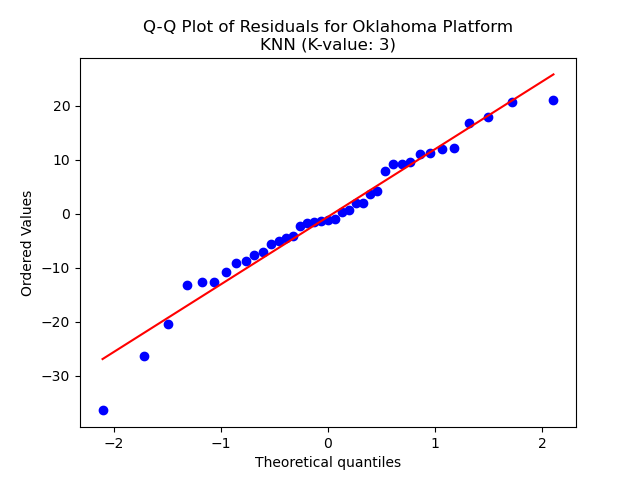 Q-Q Plot of Residuals for Oklahoma Platform
KNN (K-value: 3)
Ordered Values
20
10
0
−10
−20
−30
−2
−1
0
1
2
Theoretical quantiles